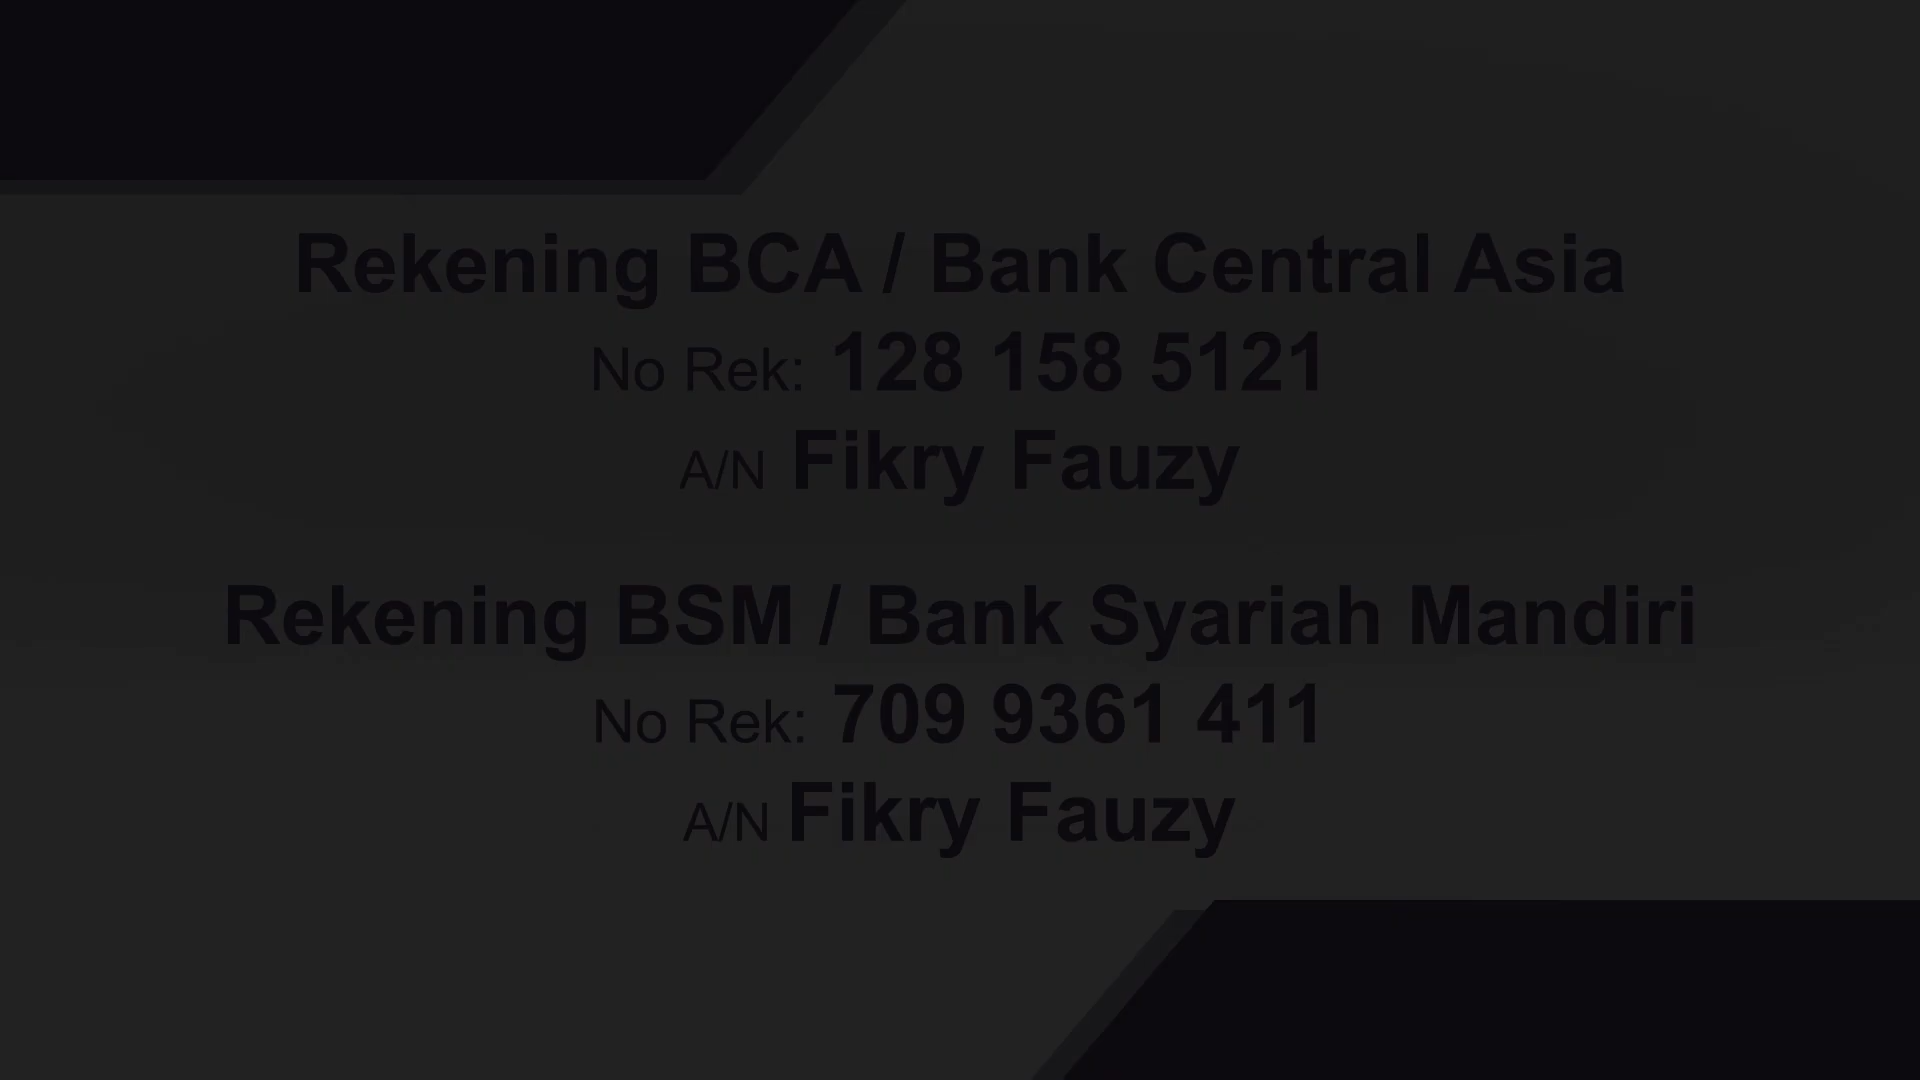 Rekening BCA / Bank Central Asia
No Rek: 128 158 5121
A/N Fikry Fauzy
Rekening BSM / Bank Syariah Mandiri
No Rek: 709 9361 411
A/N Fikry Fauzy